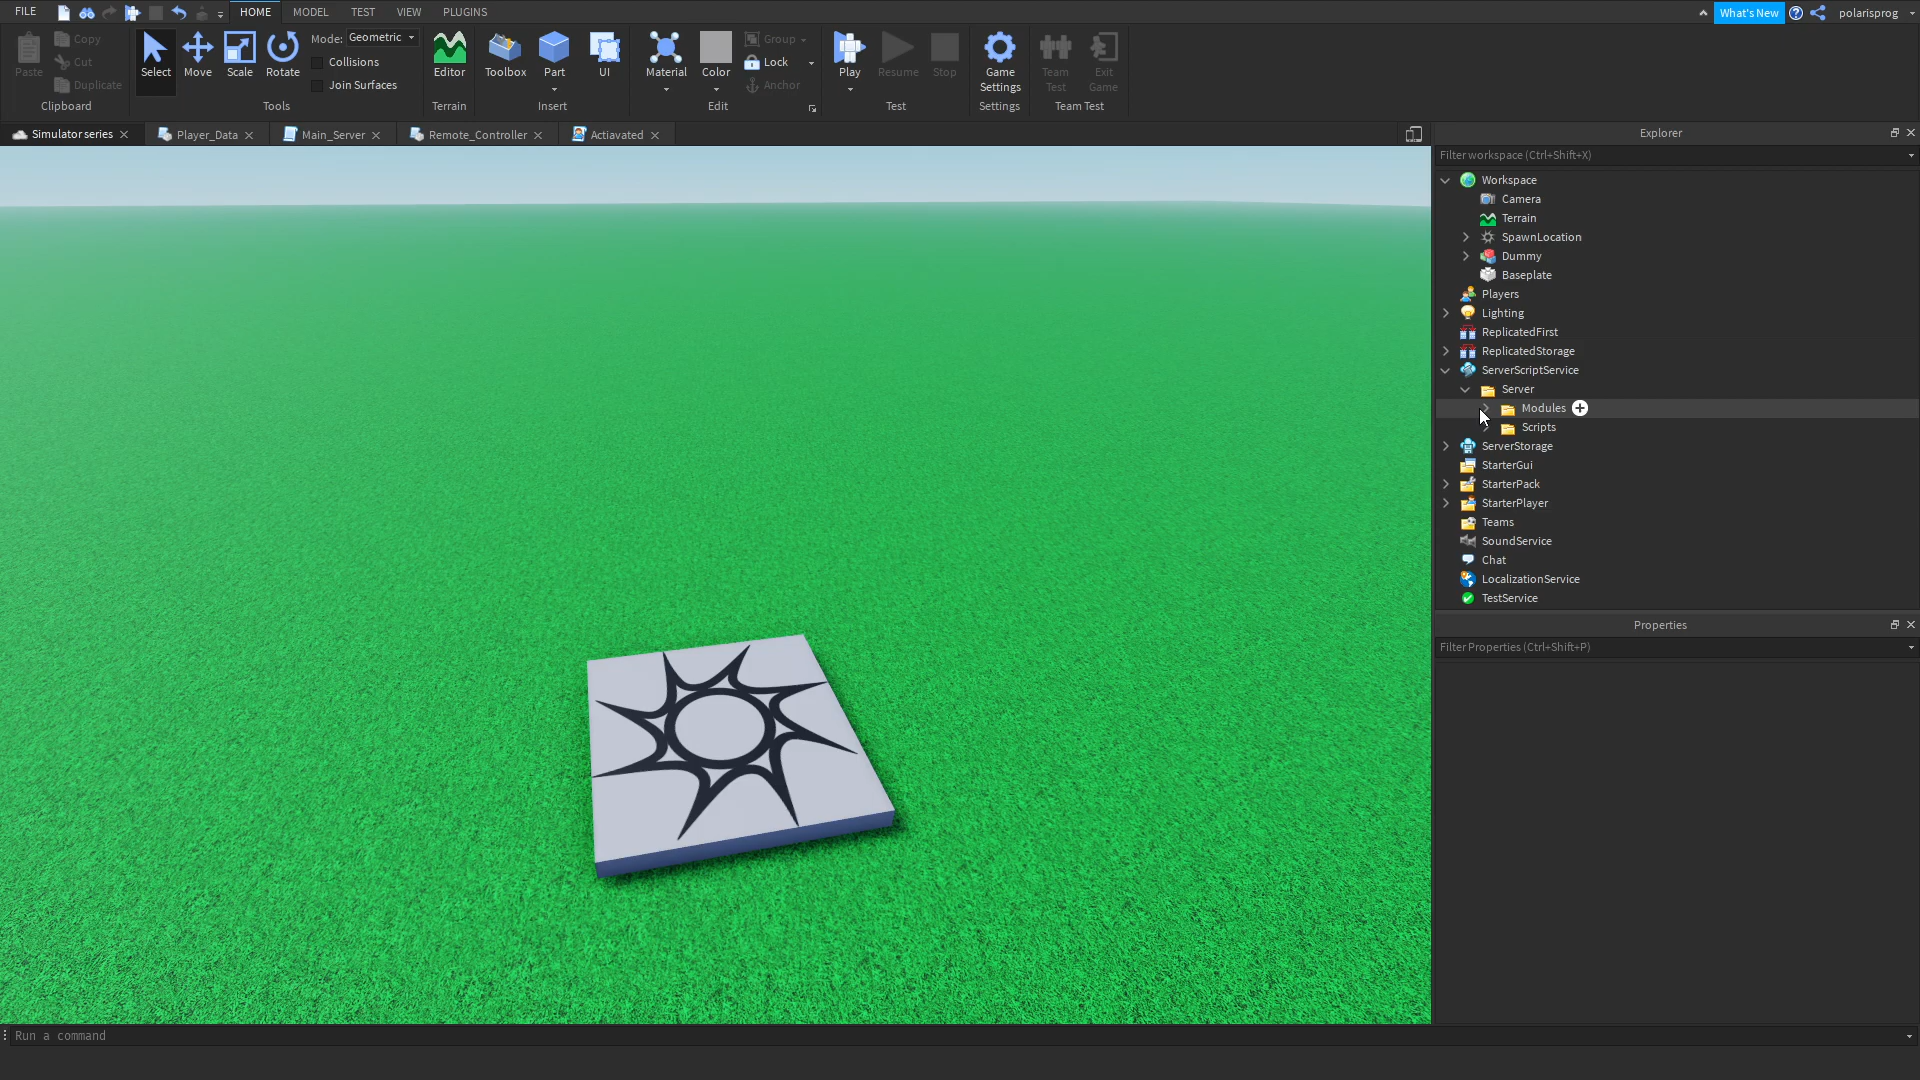 FILE
HOME
MODEL
TEST
VIEW
PLUGINS
What's New
polarisprog
Paste
Copy
Cut
Duplicate
Clipboard
Select
Move
Scale
Rotate
Mode: Geometric
Collisions
Join Surfaces
Tools
Editor
Terrain
Toolbox
Part
UI
Insert
Material
Color
Group
Lock
Anchor
Edit
Play
Resume
Stop
Test
Game
Settings
Settings
Team
Test
Exit
Game
Team Test
Simulator series
Player_Data
Main_Server
Remote_Controller
Actiavated
Explorer
Filter workspace (Ctrl+Shift+X)
Workspace
Camera
Terrain
SpawnLocation
Dummy
Baseplate
Players
Lighting
ReplicatedFirst
ReplicatedStorage
ServerScriptService
Server
Modules
Scripts
ServerStorage
StarterGui
StarterPack
StarterPlayer
Teams
SoundService
Chat
LocalizationService
TestService
Properties
Filter Properties (Ctrl+Shift+P)
Run a command